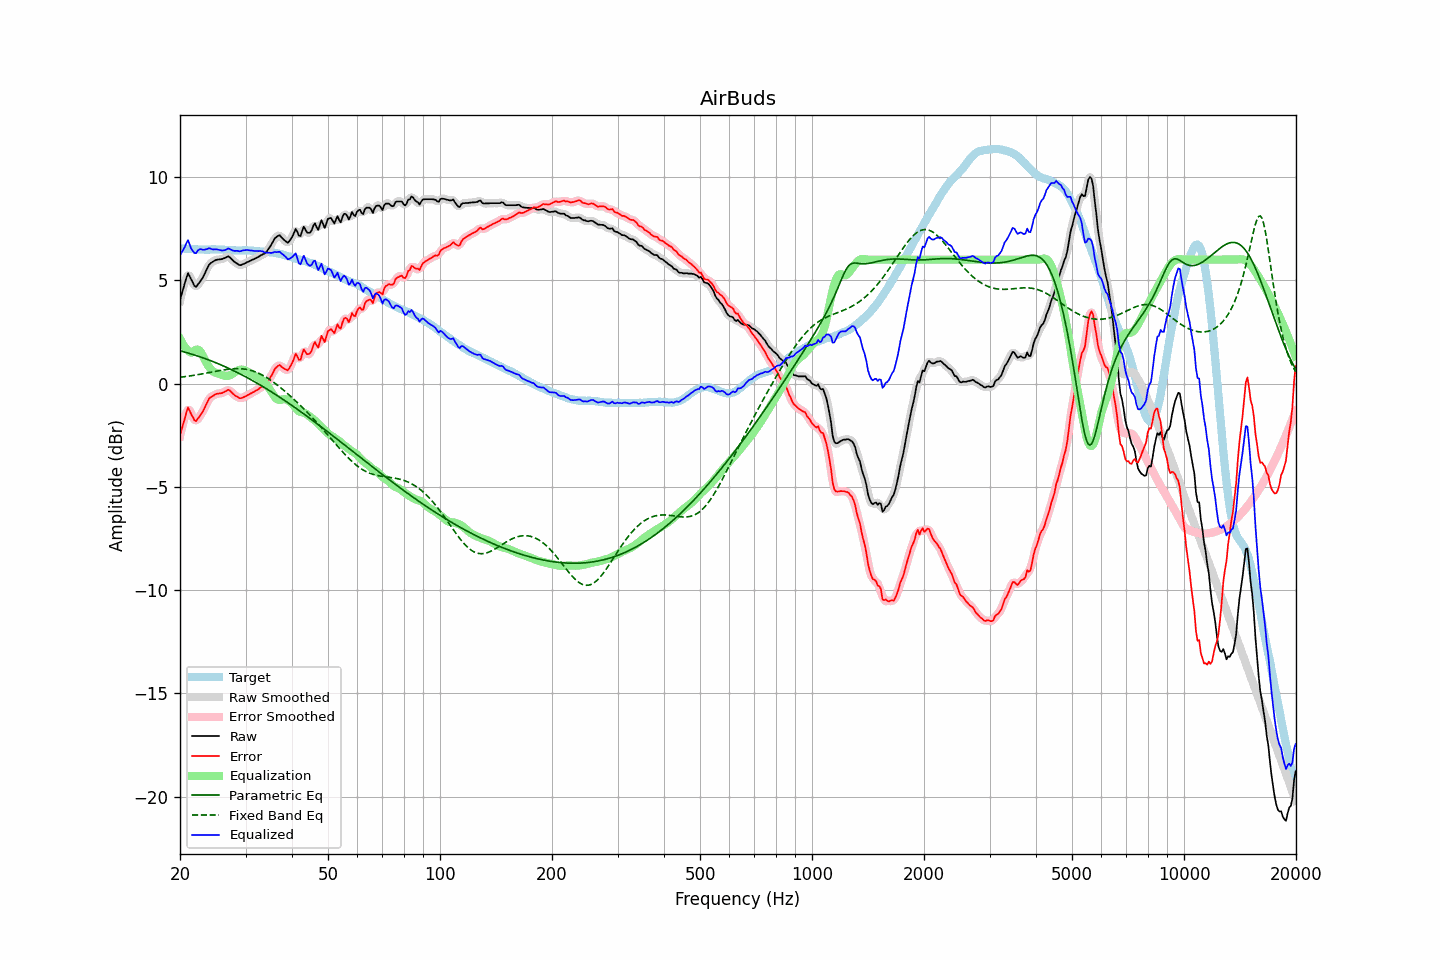 AirBuds
10
5
0
−5
−10
−15
−20
Amplitude (dBr)
20
50
100
200
500
1000
2000
5000
10000
20000
Frequency (Hz)
Target
Raw Smoothed
Error Smoothed
Raw
Error
Equalization
Parametric Eq
Fixed Band Eq
Equalized